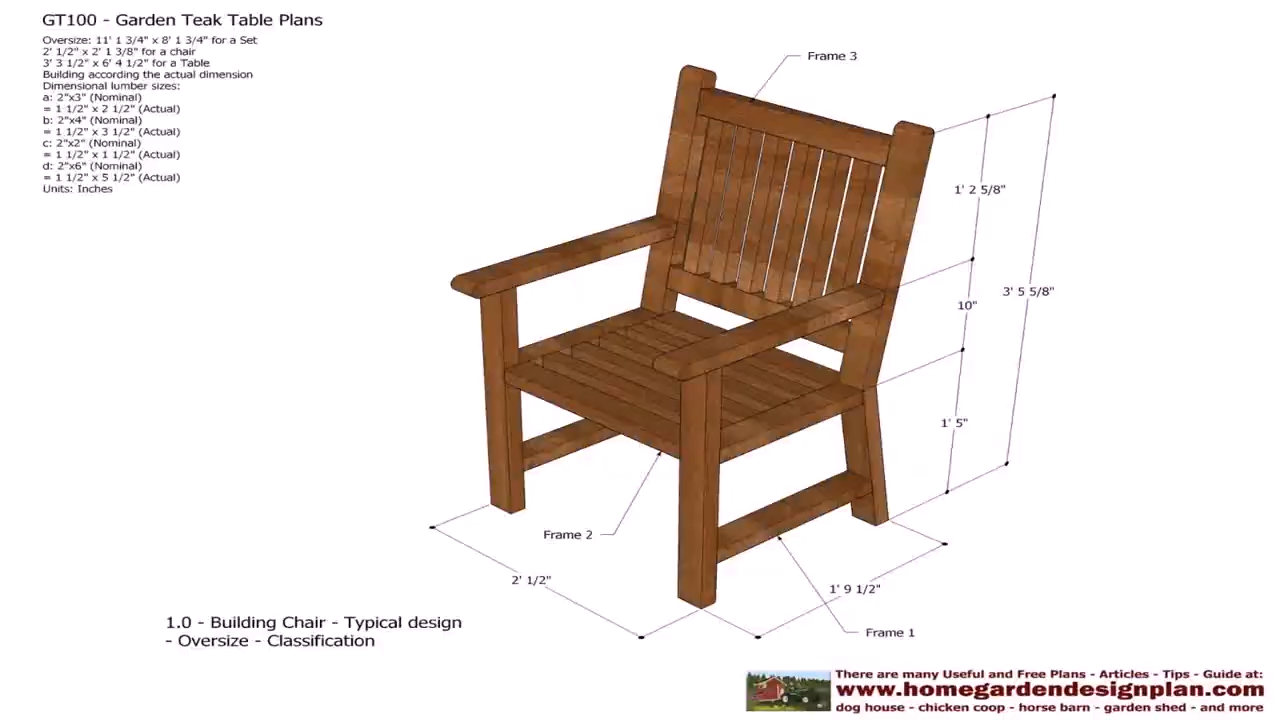 GT100 - Garden Teak Table Plans
Oversize: 11' 1 3/4" x 8' 1 3/4" for a Set
2' 1/2" x 2' 1 3/8" for a chair
3' 3 1/2" x 6' 4 1/2" for a Table
Building according the actual dimension
Dimensional lumber sizes:
a: 2"x3" (Nominal)
= 1 1/2" x 2 1/2" (Actual)
b: 2"x4" (Nominal)
= 1 1/2" x 3 1/2" (Actual)
c: 2"x2" (Nominal)
= 1 1/2" x 1 1/2" (Actual)
d: 2"x6" (Nominal)
= 1 1/2" x 5 1/2" (Actual)
Units: Inches
Frame 3
1' 2 5/8"
3' 5 5/8"
10"
1' 5"
Frame 2
2' 1/2"
1' 9 1/2"
Frame 1
1.0 - Building Chair - Typical design
- Oversize - Classification
There are many Useful and Free Plans - Articles - Tips - Guide at:
www.homegardendesignplan.com
dog house - chicken coop - horse barn - garden shed - and more